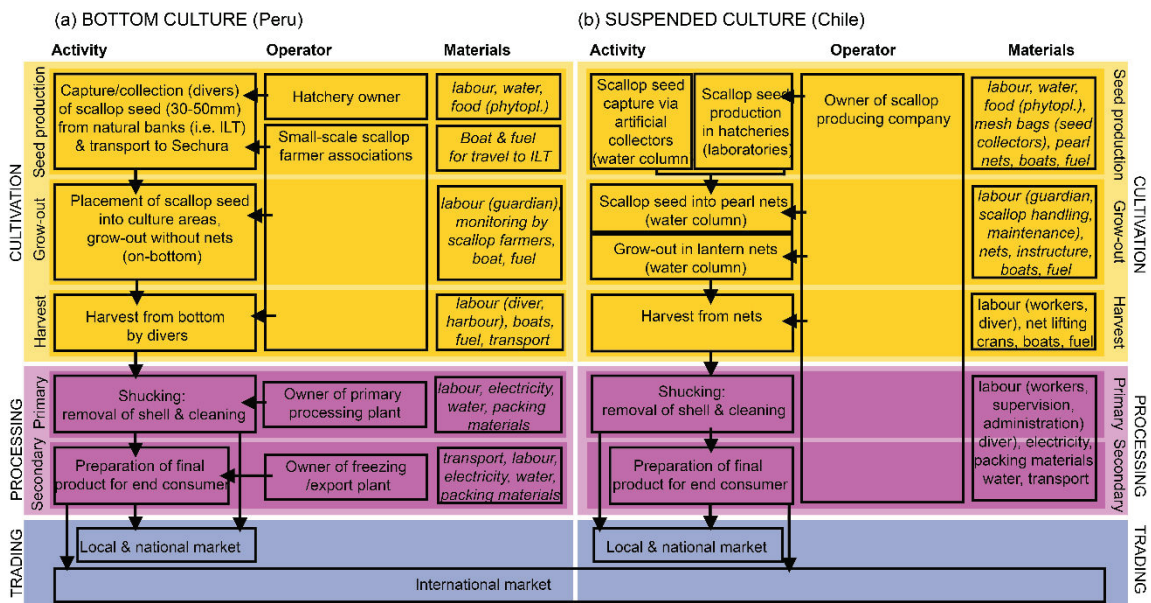 (a) BOTTOM CULTURE (Peru)
Activity
Operator
Materials
CULTIVATION
Seed production
Capture/collection (divers)
of scallop seed (30-50mm)
from natural banks (i.e. ILT)
& transport to Sechura
Hatchery owner
labour, water,
food (phytopl.)
Small-scale scallop
farmer associations
Boat & fuel
for travel to ILT
Grow-out
Placement of scallop seed
into culture areas,
grow-out without nets
(on-bottom)
labour (guardian),
monitoring by
scallop farmers,
boat, fuel
Harvest
Harvest from bottom
by divers
labour (diver,
harbour), boats,
fuel, transport
PROCESSING
Primary
Shucking:
removal of shell & cleaning
Owner of primary
processing plant
labour, electricity,
water, packing
materials
Secondary
Preparation of final
product for end consumer
Owner of freezing
/export plant
transport, labour,
electricity, water,
packing materials
TRADING
Local & national market
International market
(b) SUSPENDED CULTURE (Chile)
Activity
Operator
Materials
Scallop seed
capture via
artificial
collectors
(water column)
Scallop seed
production
in hatcheries
(laboratories)
Owner of scallop
producing company
labour, water,
food (phytopl.),
mesh bags (seed
collectors), pearl
nets, boats, fuel
Seed production
CULTIVATION
Scallop seed into pearl nets
(water column)
Grow-out in lantern nets
(water column)
labour (guardian,
scallop handling,
maintenance),
nets, instructure,
boats, fuel
Grow-out
Harvest from nets
labour (workers,
diver), net lifting
crans, boats, fuel
Harvest
Shucking:
removal of shell & cleaning
Preparation of final
product for end consumer
labour (workers,
supervision,
administration)
diver), electricity,
packing materials
water, transport
Primary
Secondary
PROCESSING
Local & national market
TRADING